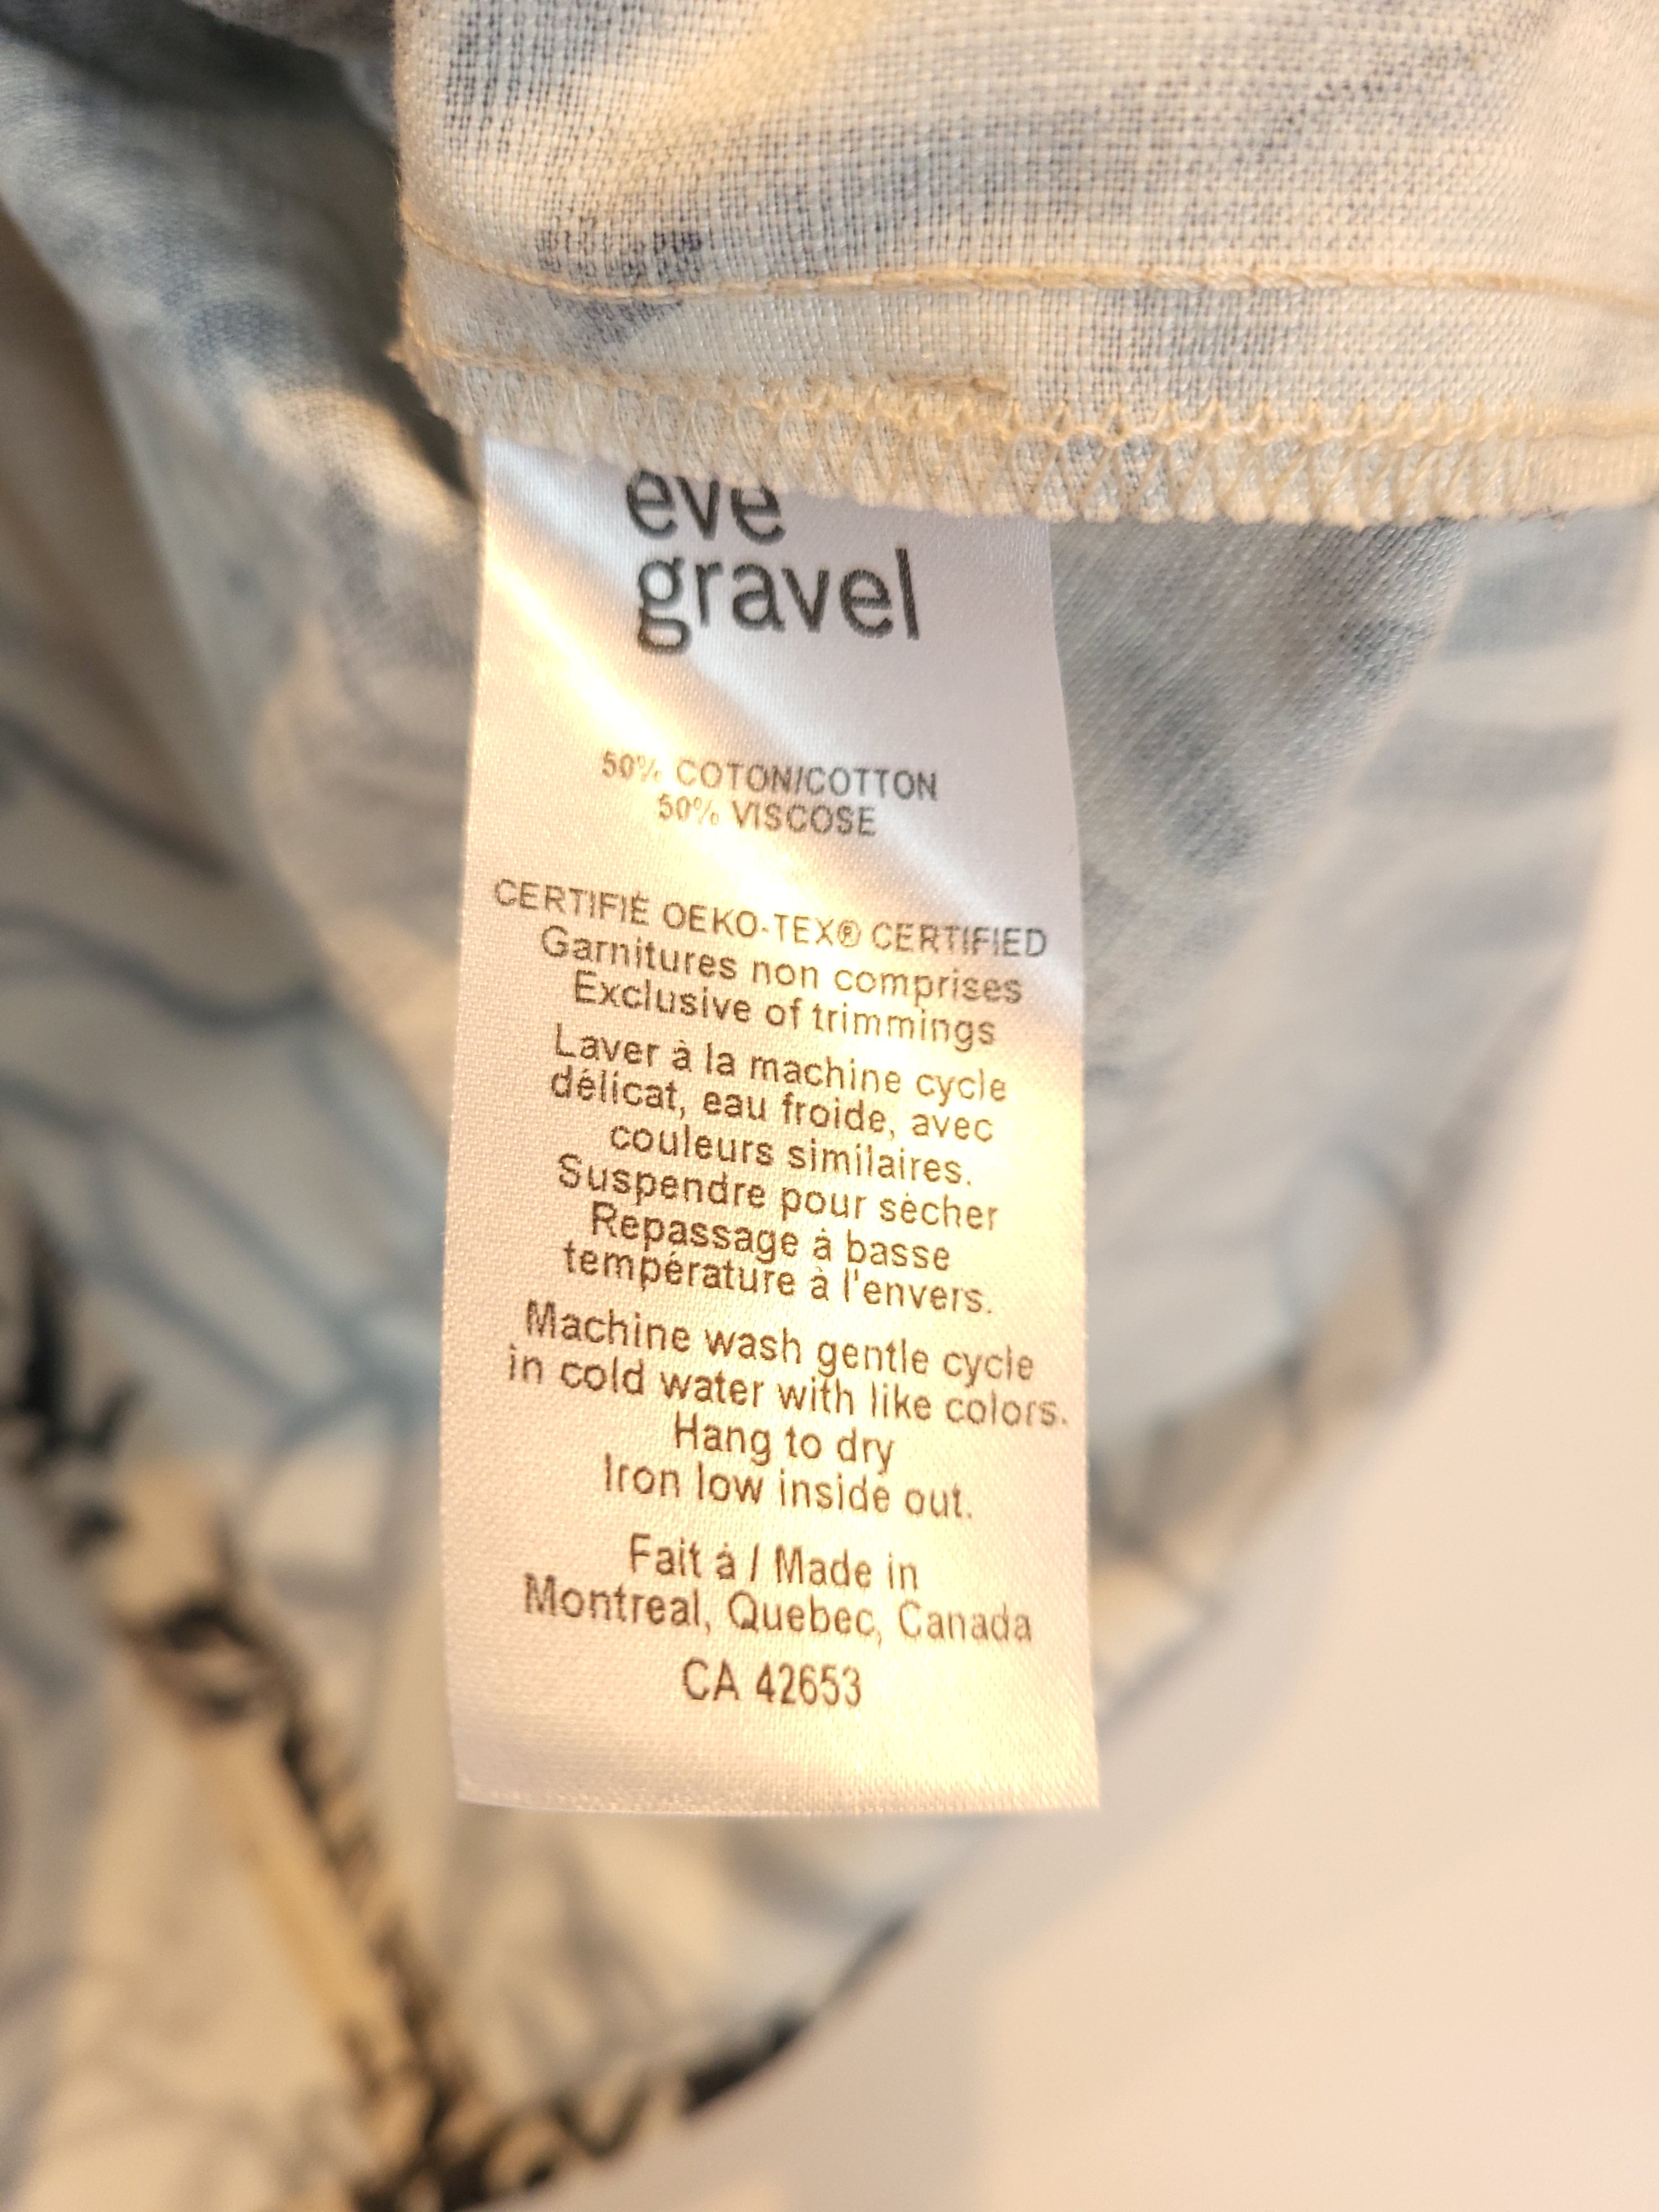 eve
gravel
50% COTON/COTTON
50% VISCOSE
CERTIFIÉ OEKO-TEX® CERTIFIED
Garnitures non comprises
Exclusive of trimmings
Laver à la machine cycle
délicat, eau froide, avec
couleurs similaires.
Suspendre pour sècher
Repassage à basse
température à l'envers.
Machine wash gentle cycle
in cold water with like colors.
Hang to dry
Iron low inside out.
Fait à / Made in
Montreal, Quebec, Canada
CA 42653